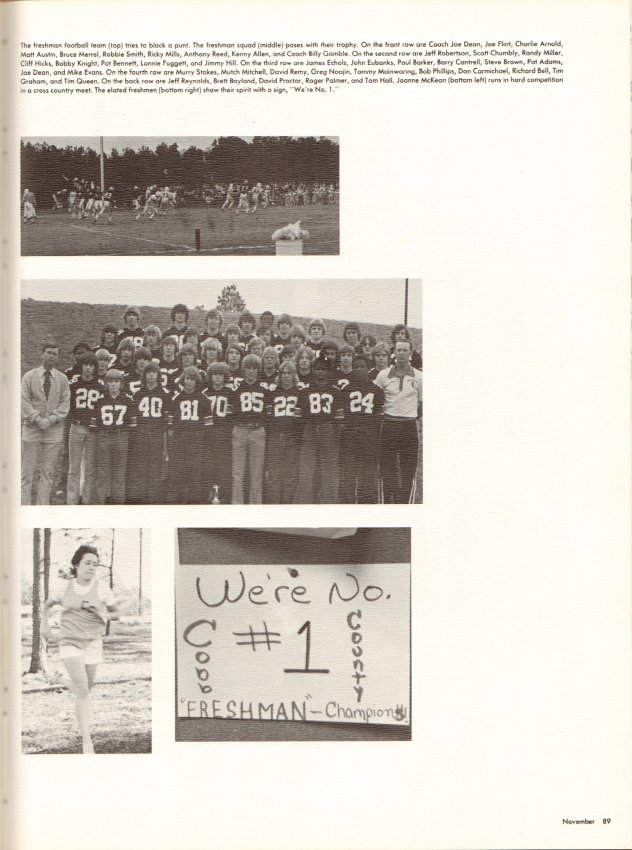 The freshman football team (top) tries to block a punt. The freshman squad (middle) poses with their trophy. On the front row are Coach Joe Dean, Joe Flint, Charlie Arnold,
Matt Austin, Bruce Merrel, Robbie Smith, Ricky Mills, Anthony Reed, Kenny Allen, and Coach Billy Gamble. On the second row are Jeff Robertson, Scott Chumbly, Randy Miller,
Cliff Hicks, Bobby Knight, Pat Bennett, Lonnie Fuggett, and Jimmy Hill. On the third row are James Echols, John Eubanks, Paul Barker, Barry Cantrell, Steve Brown, Pat Adams,
Joe Dean, and Mike Evans. On the fourth row are Murry Stokes, Mutch Mitchell, David Remy, Greg Noojin, Tommy Mainwaring, Bob Phillips, Dan Carmichael, Richard Bell, Tim
Graham, and Tim Queen. On the back row are Jeff Reynolds, Brett Boyland, David Proctor, Roger Palmer, and Tom Hall. Joanne McKeon (bottom left) runs in hard competition
in a cross country meet. The elated freshmen (bottom right) show their spirit with a sign, "We're No. 1."
28 67 40 81 70 85 22 83 24
We're No.
Coob #1 County
"FRESHMAN" - Champions!
November 89